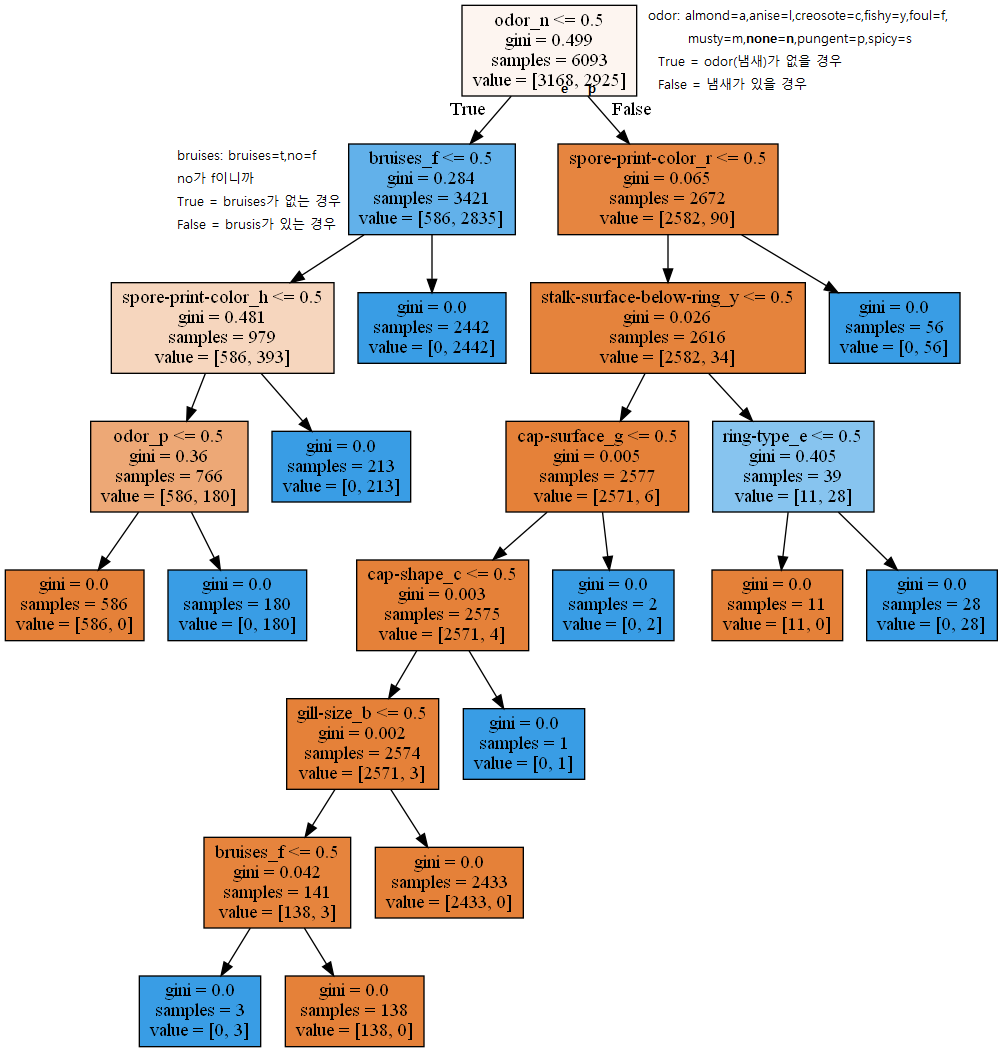 odor_n <= 0.5
gini = 0.499
samples = 6093
value = [3168, 2925]
e p
odor: almond=a,anise=l,creosote=c,fishy=y,foul=f,
musty=m,none=n,pungent=p,spicy=s
True = odor(냄새)가 없을 경우
False = 냄새가 있을 경우
True
False
bruises: bruises=t,no=f
no가 f이니까
True = bruises가 없는 경우
False = brusis가 있는 경우
bruises_f <= 0.5
gini = 0.284
samples = 3421
value = [586, 2835]
spore-print-color_r <= 0.5
gini = 0.065
samples = 2672
value = [2582, 90]
spore-print-color_h <= 0.5
gini = 0.481
samples = 979
value = [586, 393]
gini = 0.0
samples = 2442
value = [0, 2442]
stalk-surface-below-ring_y <= 0.5
gini = 0.026
samples = 2616
value = [2582, 34]
gini = 0.0
samples = 56
value = [0, 56]
odor_p <= 0.5
gini = 0.36
samples = 766
value = [586, 180]
gini = 0.0
samples = 213
value = [0, 213]
cap-surface_g <= 0.5
gini = 0.005
samples = 2577
value = [2571, 6]
ring-type_e <= 0.5
gini = 0.405
samples = 39
value = [11, 28]
gini = 0.0
samples = 586
value = [586, 0]
gini = 0.0
samples = 180
value = [0, 180]
cap-shape_c <= 0.5
gini = 0.003
samples = 2575
value = [2571, 4]
gini = 0.0
samples = 2
value = [0, 2]
gini = 0.0
samples = 11
value = [11, 0]
gini = 0.0
samples = 28
value = [0, 28]
gill-size_b <= 0.5
gini = 0.002
samples = 2574
value = [2571, 3]
gini = 0.0
samples = 1
value = [0, 1]
bruises_f <= 0.5
gini = 0.042
samples = 141
value = [138, 3]
gini = 0.0
samples = 2433
value = [2433, 0]
gini = 0.0
samples = 3
value = [0, 3]
gini = 0.0
samples = 138
value = [138, 0]